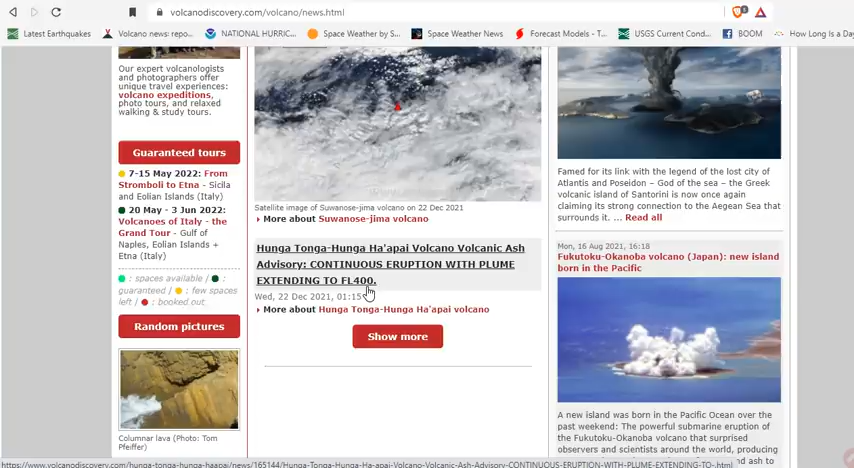 volcanodiscovery.com/volcano/news.html
Latest Earthquakes
Volcano news: repo...
NATIONAL HURRIC...
Space Weather by S...
Space Weather News
Forecast Models - T...
USGS Current Cond...
BOOM
How Long Is a Day
Our expert volcanologists
and photographers offer
unique travel experiences:
volcano expeditions,
photo tours, and relaxed
walking & study tours.
Guaranteed tours
7-15 May 2022: From
Stromboli to Etna - Sicily
and Eolian Islands (Italy)
20 May - 3 Jun 2022:
Volcanoes of Italy - the
Grand Tour - Gulf of
Naples, Eolian Islands +
Etna (Italy)
: spaces available /
: guaranteed /
: few spaces
left /
: booked out
Random pictures
Columnar lava (Photo: Tom
Pfeiffer)
Satellite image of Suwanose-jima volcano on 22 Dec 2021
More about Suwanose-jima volcano
Hunga Tonga-Hunga Ha'apai Volcano Volcanic Ash
Advisory: CONTINUOUS ERUPTION WITH PLUME
EXTENDING TO FL400.
Wed, 22 Dec 2021, 01:15
More about Hunga Tonga-Hunga Ha'apai volcano
Show more
Famed for its link with the legend of the lost city of
Atlantis and Poseidon – God of the sea – the Greek
volcanic island of Santorini is now once again
claiming its strong connection to the Aegean Sea that
surrounds it. ... Read all
Mon, 16 Aug 2021, 16:18
Fukutoku-Okanoba volcano (Japan): new island
born in the Pacific
A new island was born in the Pacific Ocean over the
past weekend: The powerful submarine eruption of
the Fukutoku-Okanoba volcano that surprised
observers and scientists around the world, producing
nd ash to
https://www.volcanodiscovery.com/hunga-tonga-hunga-haapai/news/165144/Hunga-Tonga-Hunga-Ha-apai-Volcano-Volcanic-Ash-Advisory-CONTINUOUS-ERUPTION-WITH-PLUME-EXTENDING-TO-.html